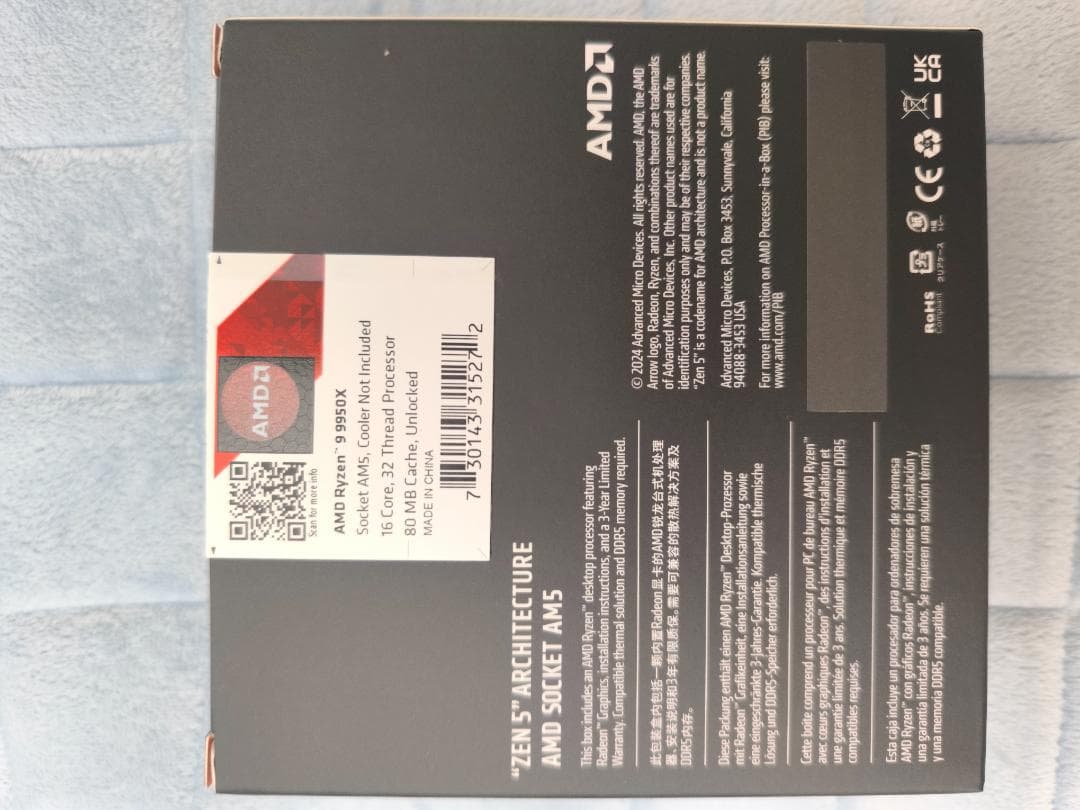 AMD
Scan for more info
AMD Ryzen™ 9 9950X
Socket AM5, Cooler Not Included
16 Core, 32 Thread Processor
80 MB Cache, Unlocked
MADE IN CHINA
7 30143 31527 2
"ZEN 5" ARCHITECTURE
AMD SOCKET AM5
This box includes an AMD Ryzen™ desktop processor featuring
Radeon™ Graphics, installation instructions, and a 3-Year Limited
Warranty. Compatible thermal solution and DDR5 memory required.
此包装盒内包括一颗内置Radeon显卡的AMD锐龙台式机处理
器、安装说明和3年有限质保。需要可兼容的散热解决方案及
DDR5内存。
Diese Packung enthält einen AMD Ryzen™ Desktop-Prozessor
mit Radeon™ Grafikeinheit, eine Installationsanleitung sowie
eine eingeschränkte 3-Jahres-Garantie. Kompatible thermische
Lösung und DDR5-Speicher erforderlich.
Cette boîte comprend un processeur pour PC de bureau AMD Ryzen™
avec cœurs graphiques Radeon™, des instructions d'installation et
une garantie limitée de 3 ans. Solution thermique et mémoire DDR5
compatibles requises.
Esta caja incluye un procesador para ordenadores de sobremesa
AMD Ryzen™ con gráficos Radeon™, instrucciones de instalación y
una garantía limitada de 3 años. Se requieren una solución térmica
y una memoria DDR5 compatible.
AMD
© 2024 Advanced Micro Devices. All rights reserved. AMD, the AMD
Arrow logo, Radeon, Ryzen, and combinations thereof are trademarks
of Advanced Micro Devices, Inc. Other product names used are for
identification purposes only and may be of their respective companies.
"Zen 5" is a codename for AMD architecture and is not a product name.
Advanced Micro Devices, P.O. Box 3453, Sunnyvale, California
94088-3453 USA
For more information on AMD Processor-in-a-Box (PIB) please visit:
www.amd.com/PIB
RoHS
Compliant
プラ
クリアケース
紙
外箱
トレー
CE
UK
CA